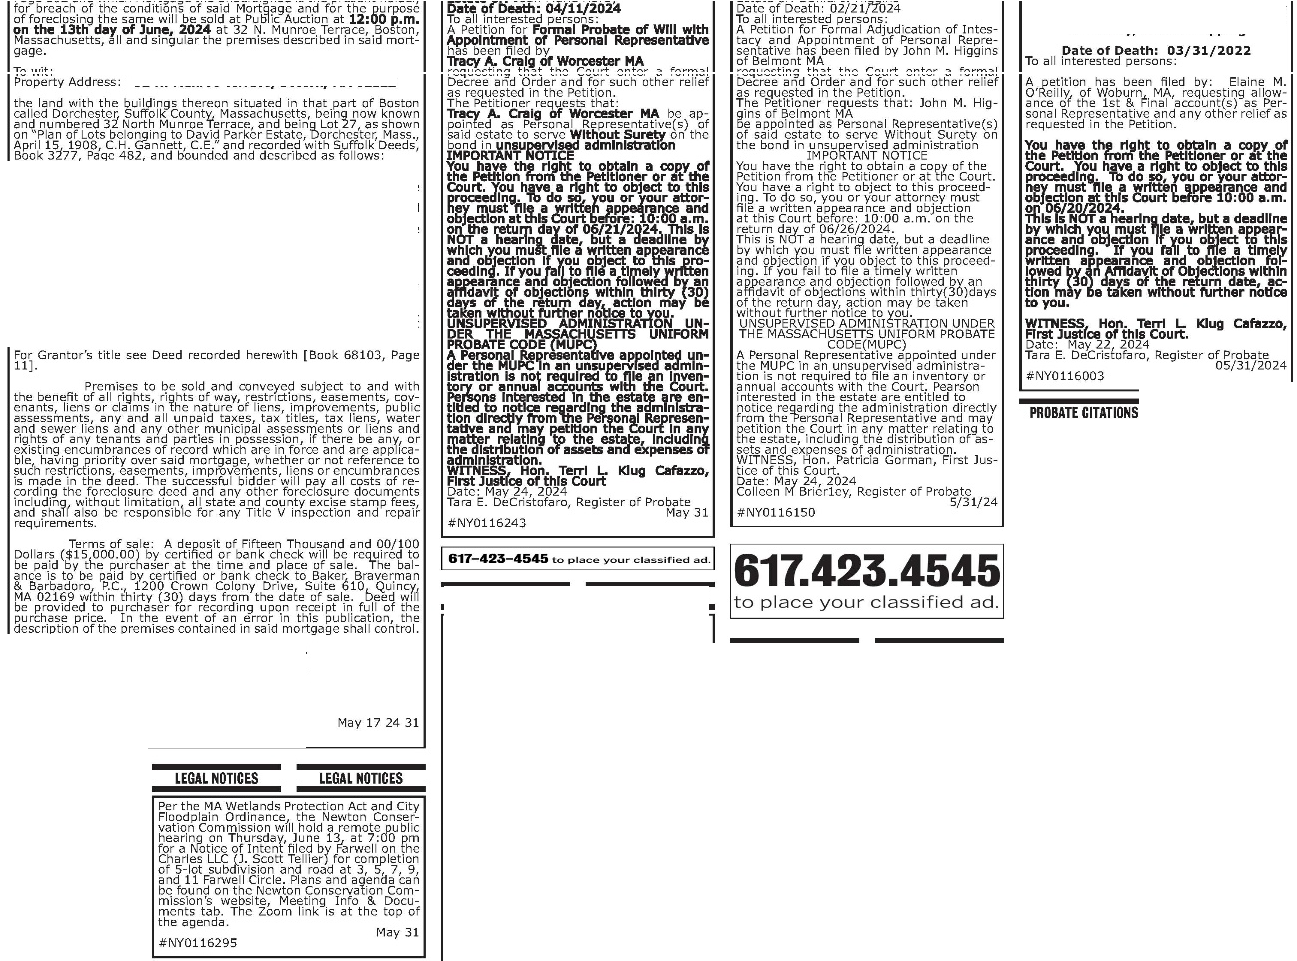 for breach of the conditions of said Mortgage and for the purpose
of foreclosing the same will be sold at Public Auction at 12:00 p.m.
on the 13th day of June, 2024 at 32 N. Munroe Terrace, Boston,
Massachusetts, all and singular the premises described in said mort-
gage.
To wit:
Property Address:
the land with the buildings thereon situated in that part of Boston
called Dorchester, Suffolk County, Massachusetts, being now known
and numbered 32 North Munroe Terrace, and being Lot 27, as shown
on "Plan of Lots belonging to David Parker Estate, Dorchester, Mass.,
April 15, 1908, C.H. Gannett, C.E." and recorded with Suffolk Deeds,
Book 3277, Page 482, and bounded and described as follows:
For Grantor's title see Deed recorded herewith [Book 68103, Page
11].
Premises to be sold and conveyed subject to and with
the benefit of all rights, rights of way, restrictions, easements, cov-
enants, liens or claims in the nature of liens, improvements, public
assessments, any and all unpaid taxes, tax titles, tax liens, water
and sewer liens and any other municipal assessments or liens and
rights of any tenants and parties in possession, if there be any, or
existing encumbrances of record which are in force and are applica-
ble, having priority over said mortgage, whether or not reference to
such restrictions, easements, improvements, liens or encumbrances
is made in the deed. The successful bidder will pay all costs of re-
cording the foreclosure deed and any other foreclosure documents
including, without limitation, all state and county excise stamp fees,
and shall also be responsible for any Title V inspection and repair
requirements.
Terms of sale: A deposit of Fifteen Thousand and 00/100
Dollars ($15,000.00) by certified or bank check will be required to
be paid by the purchaser at the time and place of sale. The bal-
ance is to be paid by certified or bank check to Baker, Braverman
& Barbadoro, P.C., 1200 Crown Colony Drive, Suite 610, Quincy,
MA 02169 within thirty (30) days from the date of sale. Deed will
be provided to purchaser for recording upon receipt in full of the
purchase price. In the event of an error in this publication, the
description of the premises contained in said mortgage shall control.
May 17 24 31
LEGAL NOTICES LEGAL NOTICES
Per the MA Wetlands Protection Act and City
Floodplain Ordinance, the Newton Conser-
vation Commission will hold a remote public
hearing on Thursday, June 13, at 7:00 pm
for a Notice of Intent filed by Farwell on the
Charles LLC (J. Scott Tellier) for completion
of 5-lot subdivision and road at 3, 5, 7, 9,
and 11 Farwell Circle. Plans and agenda can
be found on the Newton Conservation Com-
mission's website, Meeting Info & Docu-
ments tab. The Zoom link is at the top of
the agenda.
May 31
#NY0116295
Date of Death: 04/11/2024
To all interested persons:
A Petition for Formal Probate of Will with
Appointment of Personal Representative
has been filed by
Tracy A. Craig of Worcester MA
requesting that the Court enter a formal
Decree and Order and for such other relief
as requested in the Petition.
The Petitioner requests that:
Tracy A. Craig of Worcester MA be ap-
pointed as Personal Representative(s) of
said estate to serve Without Surety on the
bond in unsupervised administration
IMPORTANT NOTICE
You have the right to obtain a copy of
the Petition from the Petitioner or at the
Court. You have a right to object to this
proceeding. To do so, you or your attor-
ney must file a written appearance and
objection at this Court before: 10:00 a.m.
on the return day of 06/21/2024. This is
NOT a hearing date, but a deadline by
which you must file a written appearance
and objection if you object to this pro-
ceeding. If you fail to file a timely written
appearance and objection followed by an
affidavit of objections within thirty (30)
days of the return day, action may be
taken without further notice to you.
UNSUPERVISED ADMINISTRATION UN-
DER THE MASSACHUSETTS UNIFORM
PROBATE CODE (MUPC)
A Personal Representative appointed un-
der the MUPC in an unsupervised admin-
istration is not required to file an inven-
tory or annual accounts with the Court.
Persons interested in the estate are en-
titled to notice regarding the administra-
tion directly from the Personal Represen-
tative and may petition the Court in any
matter relating to the estate, including
the distribution of assets and expenses of
administration.
WITNESS, Hon. Terri L. Klug Cafazzo,
First Justice of this Court
Date: May 24, 2024
Tara E. DeCristofaro, Register of Probate
May 31
#NY0116243
617-423-4545 to place your classified ad.
Date of Death: 02/21/2024
To all interested persons:
A Petition for Formal Adjudication of Intes-
tacy and Appointment of Personal Repre-
sentative has been filed by John M. Higgins
of Belmont MA
requesting that the Court enter a formal
Decree and Order and for such other relief
as requested in the Petition.
The Petitioner requests that: John M. Hig-
gins of Belmont MA
be appointed as Personal Representative(s)
of said estate to serve Without Surety on
the bond in unsupervised administration
IMPORTANT NOTICE
You have the right to obtain a copy of the
Petition from the Petitioner or at the Court.
You have a right to object to this proceed-
ing. To do so, you or your attorney must
file a written appearance and objection
at this Court before: 10:00 a.m. on the
return day of 06/26/2024.
This is NOT a hearing date, but a deadline
by which you must file written appearance
and objection if you object to this proceed-
ing. If you fail to file a timely written
appearance and objection followed by an
affidavit of objections within thirty(30)days
of the return day, action may be taken
without further notice to you.
UNSUPERVISED ADMINISTRATION UNDER
THE MASSACHUSETTS UNIFORM PROBATE
CODE(MUPC)
A Personal Representative appointed under
the MUPC in an unsupervised administra-
tion is not required to file an inventory or
annual accounts with the Court. Pearson
interested in the estate are entitled to
notice regarding the administration directly
from the Personal Representative and may
petition the Court in any matter relating to
the estate, including the distribution of as-
sets and expenses of administration.
WITNESS, Hon. Patricia Gorman, First Jus-
tice of this Court.
Date: May 24, 2024
Colleen M Brierley, Register of Probate
5/31/24
#NY0116150
617.423.4545
to place your classified ad.
Date of Death: 03/31/2022
To all interested persons:
A petition has been filed by: Elaine M.
O'Reilly, of Woburn, MA, requesting allow-
ance of the 1st & Final account(s) as Per-
sonal Representative and any other relief as
requested in the Petition.
You have the right to obtain a copy of
the Petition from the Petitioner or at the
Court. You have a right to object to this
proceeding. To do so, you or your attor-
ney must file a written appearance and
objection at this Court before 10:00 a.m.
on 06/20/2024.
This is NOT a hearing date, but a deadline
by which you must file a written appear-
ance and objection if you object to this
proceeding. If you fail to file a timely
written appearance and objection fol-
lowed by an Affidavit of Objections within
thirty (30) days of the return date, ac-
tion may be taken without further notice
to you.
WITNESS, Hon. Terri L. Klug Cafazzo,
First Justice of this Court.
Date: May 22, 2024
Tara E. DeCristofaro, Register of Probate
05/31/2024
#NY0116003
PROBATE CITATIONS